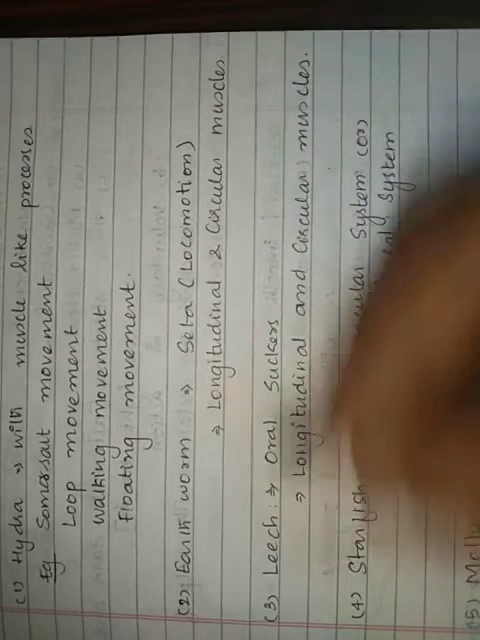 (1) Hydra → with muscle like processes
Eg Somersault movement
Loop movement
walking movement
Floating movement.
(2) Earth worm ⇒ Seta (Locomotion)
⇒ Longitudinal & Circular muscles.
(3) Leech: ⇒ Oral Suckers
⇒ Longitudinal and Circular muscles.
(4) Starfish System (or)
System
(5)